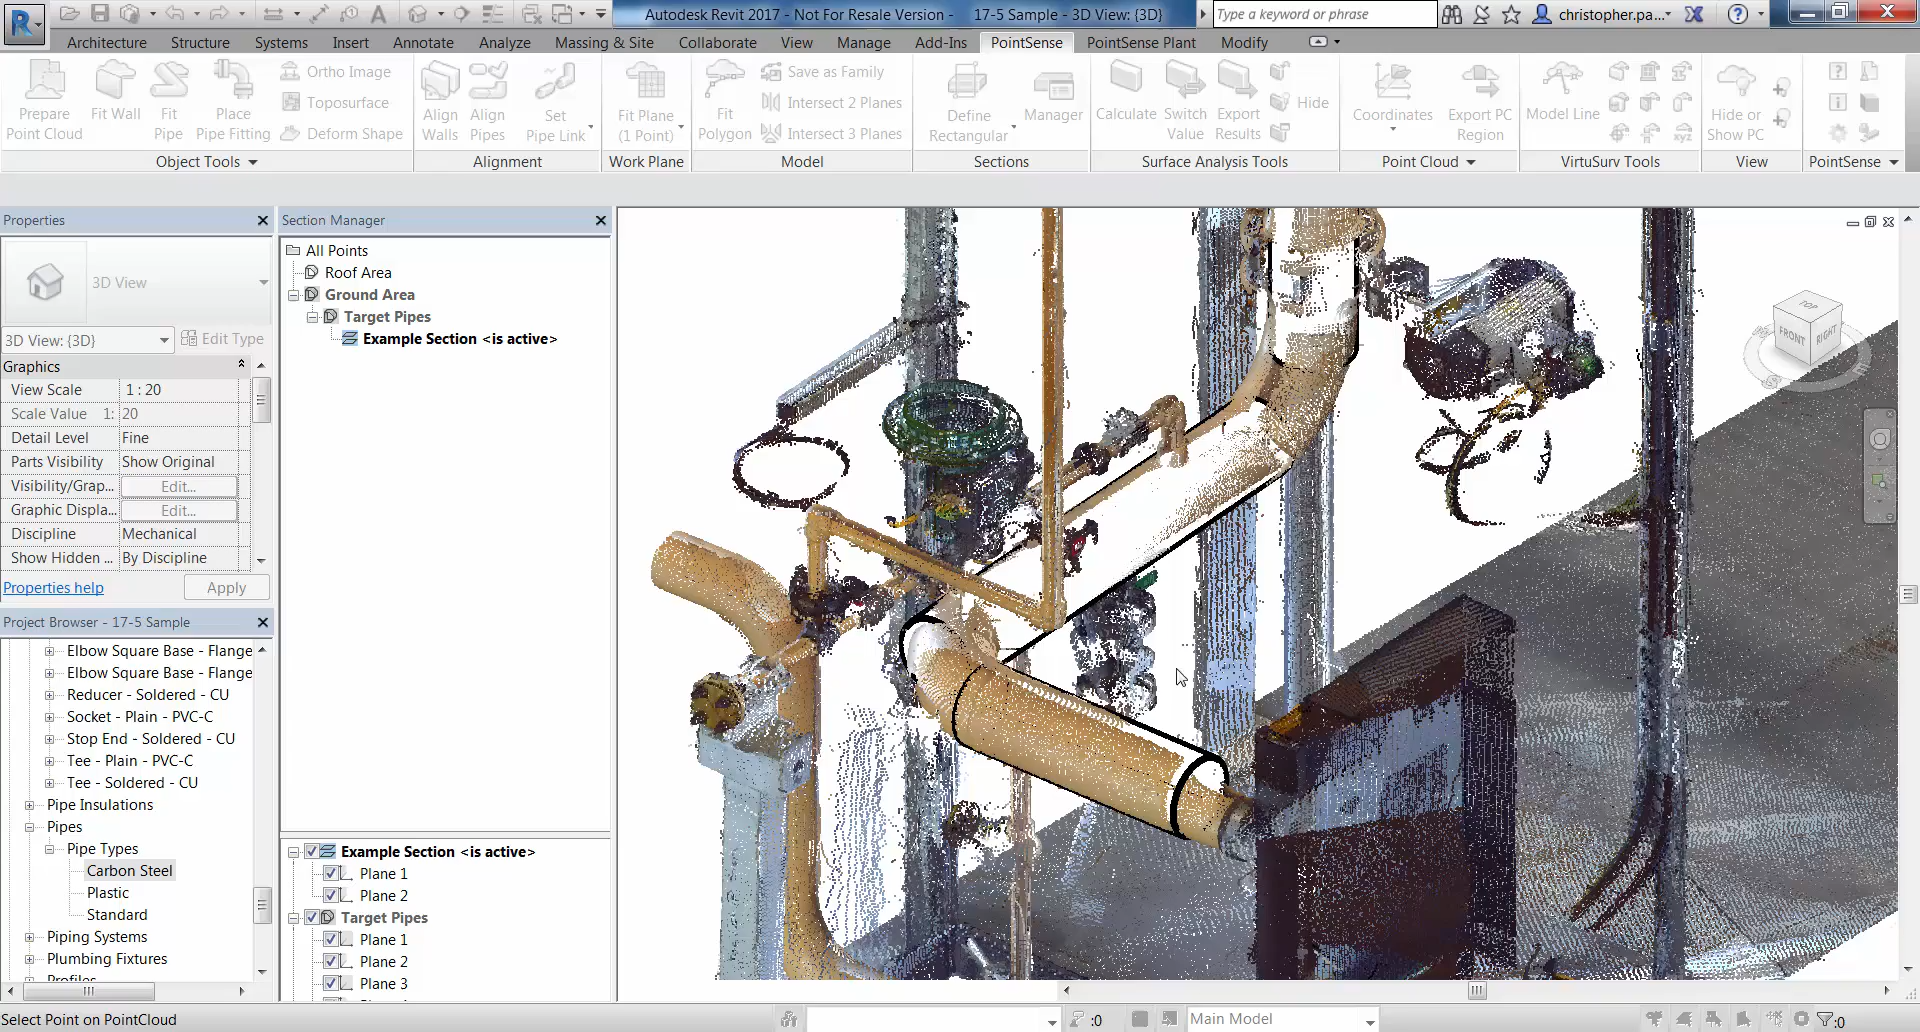 Autodesk Revit 2017 - Not For Resale Version - 17-5 Sample - 3D View: {3D}
Type a keyword or phrase
christopher.pa...
Architecture Structure Systems Insert Annotate Analyze Massing & Site Collaborate View Manage Add-Ins PointSense PointSense Plant Modify
Prepare Point Cloud
Fit Wall
Fit Pipe
Place Pipe Fitting
Ortho Image
Toposurface
Deform Shape
Align Walls
Align Pipes
Set Pipe Link
Fit Plane (1 Point)
Fit Polygon
Save as Family
Intersect 2 Planes
Intersect 3 Planes
Define Rectangular
Manager
Calculate
Switch Value
Export Results
Hide
Coordinates
Export PC Region
Model Line
xyz
Hide or Show PC
Object Tools Alignment Work Plane Model Sections Surface Analysis Tools Point Cloud VirtuSurv Tools View PointSense
Properties
3D View
3D View: {3D}
Edit Type
Graphics
View Scale 1 : 20
Scale Value 1: 20
Detail Level Fine
Parts Visibility Show Original
Visibility/Grap... Edit...
Graphic Displa... Edit...
Discipline Mechanical
Show Hidden ... By Discipline
Properties help
Apply
Project Browser - 17-5 Sample
Elbow Square Base - Flange
Elbow Square Base - Flange
Reducer - Soldered - CU
Socket - Plain - PVC-C
Stop End - Soldered - CU
Tee - Plain - PVC-C
Tee - Soldered - CU
Pipe Insulations
Pipes
Pipe Types
Carbon Steel
Plastic
Standard
Piping Systems
Plumbing Fixtures
Profiles
Section Manager
All Points
Roof Area
Ground Area
Target Pipes
Example Section <is active>
Example Section <is active>
Plane 1
Plane 2
Target Pipes
Plane 1
Plane 2
Plane 3
TOP
FRONT
RIGHT
Select Point on PointCloud
:0
Main Model
:0